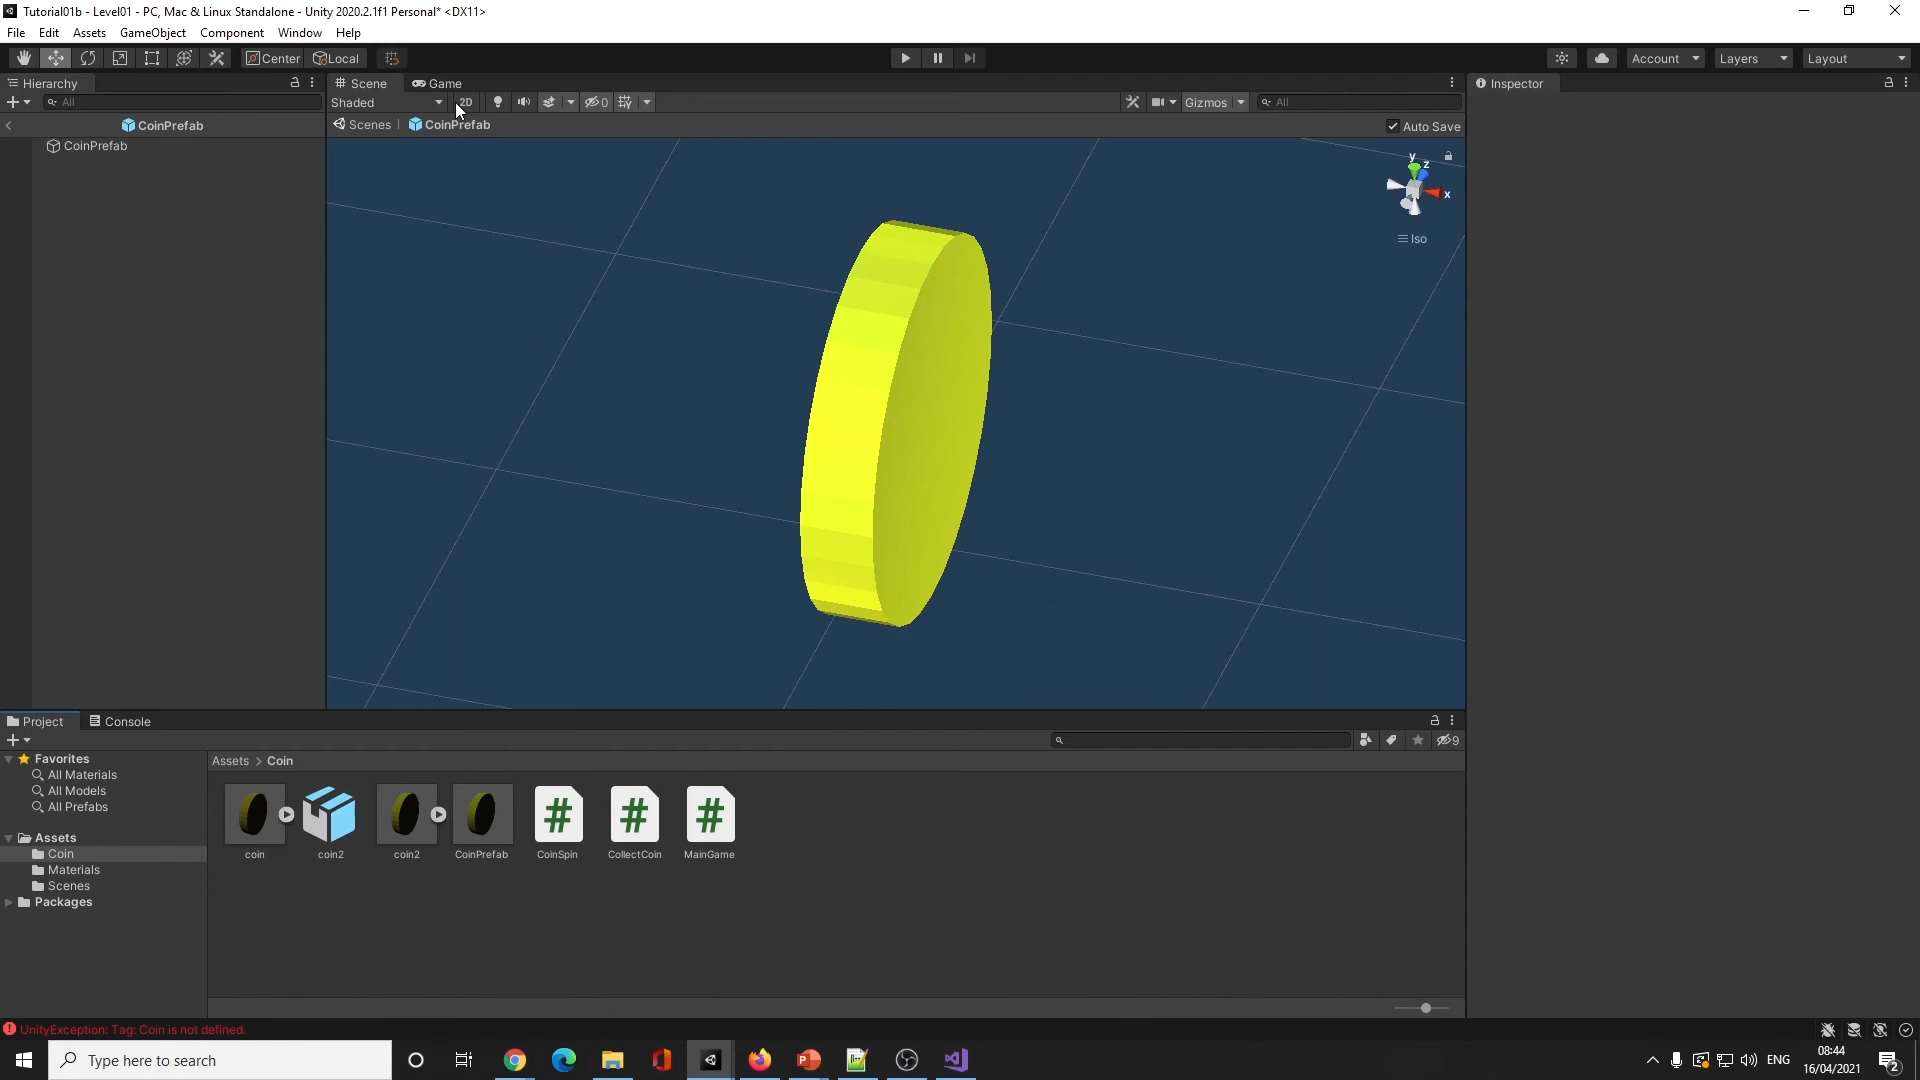 Tutorial01b - Level01 - PC, Mac & Linux Standalone - Unity 2020.2.1f1 Personal* <DX11>
File Edit Assets GameObject Component Window Help
Center Local Account Layers Layout
Hierarchy Scene Game Inspector
All Shaded 2D 0 Gizmos All
CoinPrefab Scenes | CoinPrefab Auto Save
CoinPrefab
y z x
Iso
Project Console
9
Favorites Assets > Coin
All Materials
All Models
All Prefabs
Assets
Coin
Materials
Scenes
Packages
coin coin2 coin2 CoinPrefab CoinSpin CollectCoin MainGame
UnityException: Tag: Coin is not defined.
Type here to search ENG 08:44
16/04/2021
2